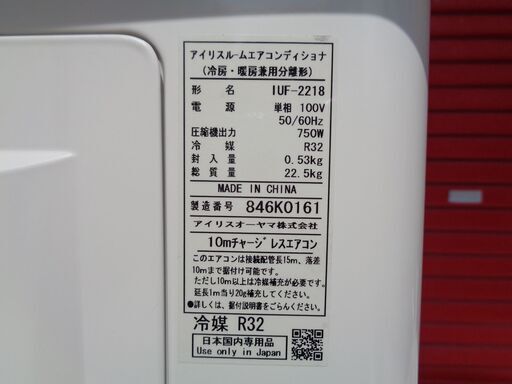 アイリスルームエアコンディショナ
(冷房・暖房兼用分離形)
形 名 IUF-2218
電 源 単相 100V
50/60Hz
圧縮機出力 750W
冷 媒 R32
封 入 量 0.53kg
総 質 量 22.5kg
MADE IN CHINA
製造番号 846K0161
アイリスオーヤマ株式会社
10mチャージレスエアコン
このエアコンは接続配管長15m、落差
10mまで据付け可能です。
ただし10m以上は冷媒補充が必要です。
延長1m当り20g補充してください。
●詳しくは、据付説明書をごらんください。
冷媒 R32
日本国内専用品
Use only in Japan